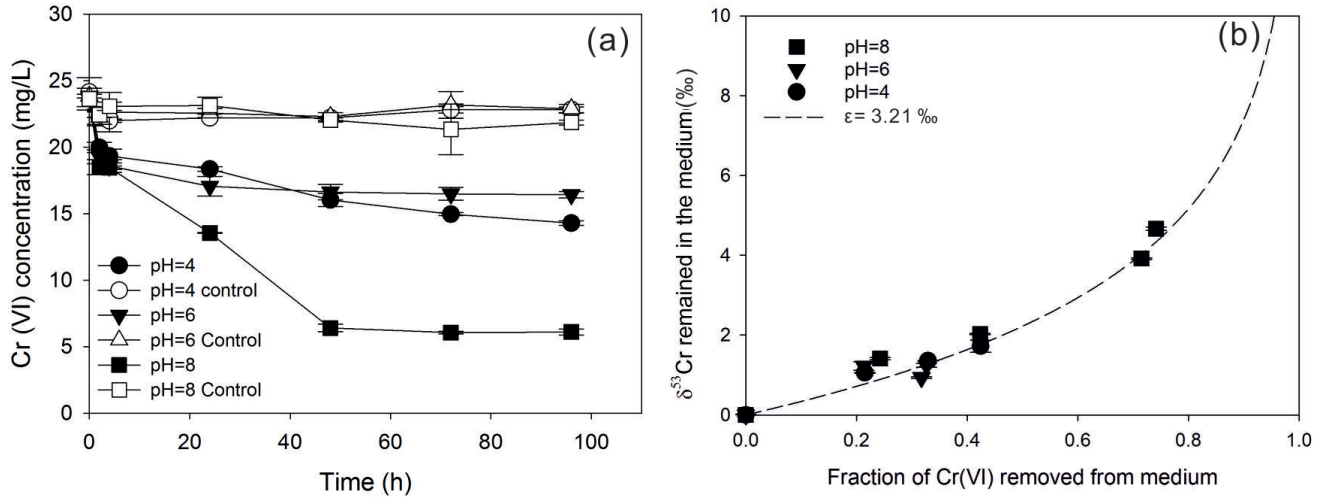 (a)
Cr (VI) concentration (mg/L)
30
25
20
15
10
5
0
pH=4
pH=4 control
pH=6
pH=6 Control
pH=8
pH=8 Control
0 20 40 60 80 100
Time (h)
(b)
δ⁵³Cr remained in the medium (‰)
10
8
6
4
2
0
pH=8
pH=6
pH=4
ε= 3.21 ‰
0.0 0.2 0.4 0.6 0.8 1.0
Fraction of Cr(VI) removed from medium